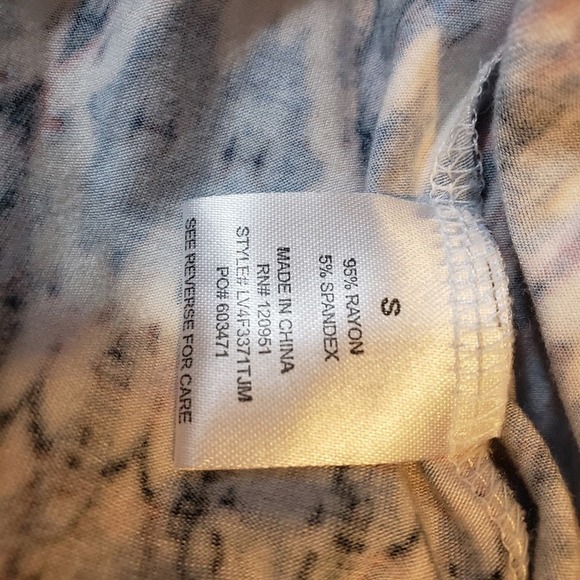 S
95% RAYON
5% SPANDEX
MADE IN CHINA
RN# 120951
STYLE# LV4F3371TJM
PO# 603471
SEE REVERSE FOR CARE